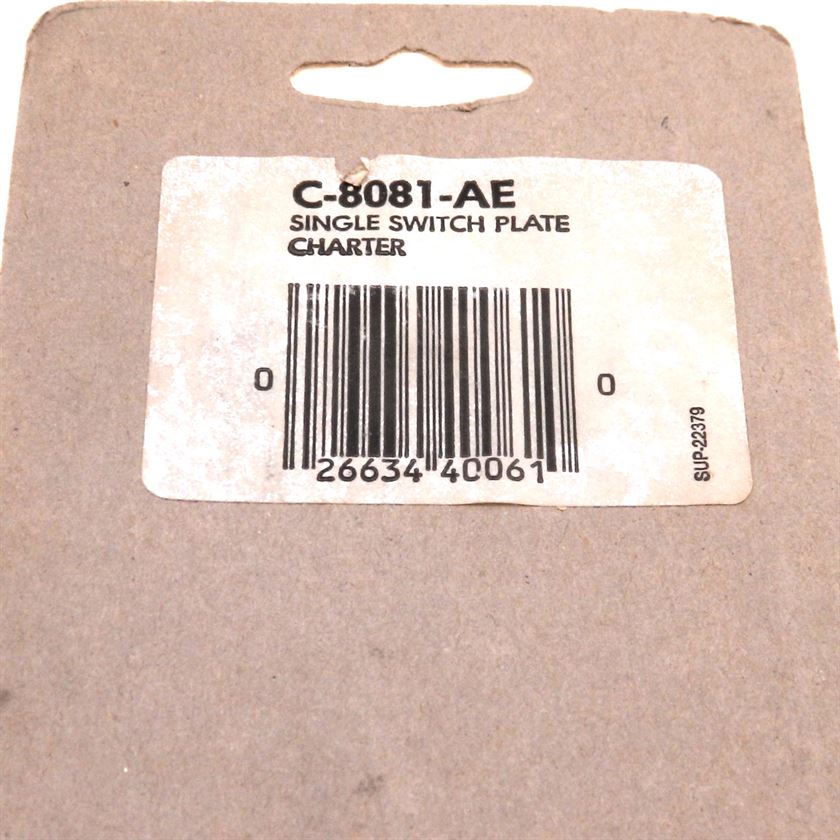 C-8081-AE
SINGLE SWITCH PLATE
CHARTER
0 26634 40061 0
SUP-22379